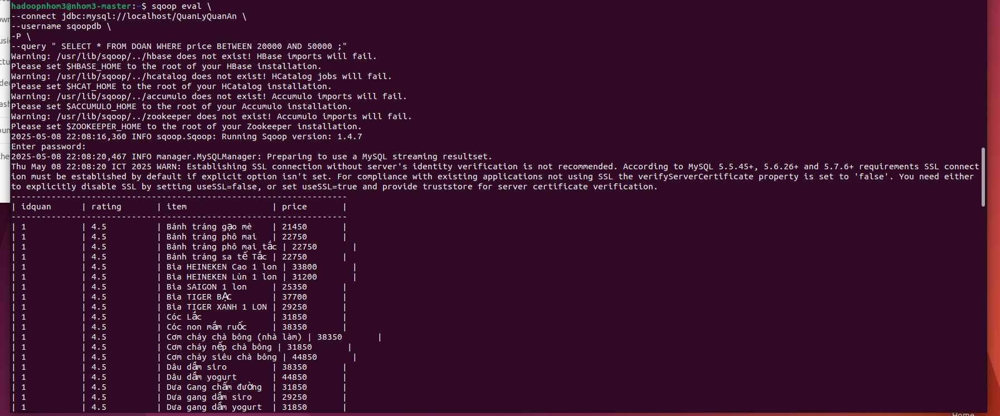 hadoopnhom3@nhom3-master:~$ sqoop eval \
--connect jdbc:mysql://localhost/QuanLyQuanAn \
--username sqoopdb \
-P \
--query " SELECT * FROM DOAN WHERE price BETWEEN 20000 AND 50000 ;"
Warning: /usr/lib/sqoop/../hbase does not exist! HBase imports will fail.
Please set $HBASE_HOME to the root of your HBase installation.
Warning: /usr/lib/sqoop/../hcatalog does not exist! HCatalog jobs will fail.
Please set $HCAT_HOME to the root of your HCatalog installation.
Warning: /usr/lib/sqoop/../accumulo does not exist! Accumulo imports will fail.
Please set $ACCUMULO_HOME to the root of your Accumulo installation.
Warning: /usr/lib/sqoop/../zookeeper does not exist! Accumulo imports will fail.
Please set $ZOOKEEPER_HOME to the root of your Zookeeper installation.
2025-05-08 22:08:16,360 INFO sqoop.Sqoop: Running Sqoop version: 1.4.7
Enter password:
2025-05-08 22:08:20,467 INFO manager.MySQLManager: Preparing to use a MySQL streaming resultset.
Thu May 08 22:08:20 ICT 2025 WARN: Establishing SSL connection without server's identity verification is not recommended. According to MySQL 5.5.45+, 5.6.26+ and 5.7.6+ requirements SSL connect
ion must be established by default if explicit option isn't set. For compliance with existing applications not using SSL the verifyServerCertificate property is set to 'false'. You need either
to explicitly disable SSL by setting useSSL=false, or set useSSL=true and provide truststore for server certificate verification.
-------------------------------------------------------------------
| idquan | rating | item | price |
-------------------------------------------------------------------
| 1 | 4.5 | Bánh tráng gạo mè | 21450 |
| 1 | 4.5 | Bánh tráng phô mai | 22750 |
| 1 | 4.5 | Bánh tráng phô mai tắc | 22750 |
| 1 | 4.5 | Bánh tráng sa tế Tắc | 22750 |
| 1 | 4.5 | Bia HEINEKEN Cao 1 lon | 33800 |
| 1 | 4.5 | Bia HEINEKEN Lùn 1 lon | 31200 |
| 1 | 4.5 | Bia SAIGON 1 lon | 25350 |
| 1 | 4.5 | Bia TIGER BẠC | 37700 |
| 1 | 4.5 | Bia TIGER XANH 1 LON | 29250 |
| 1 | 4.5 | Cóc Lắc | 31850 |
| 1 | 4.5 | Cóc non mắm ruốc | 38350 |
| 1 | 4.5 | Cơm cháy chà bông (nhà làm) | 38350 |
| 1 | 4.5 | Cơm cháy nếp chà bông | 31850 |
| 1 | 4.5 | Cơm cháy siêu chà bông | 44850 |
| 1 | 4.5 | Dâu dầm siro | 38350 |
| 1 | 4.5 | Dâu dầm yogurt | 44850 |
| 1 | 4.5 | Dưa Gang chấm đường | 31850 |
| 1 | 4.5 | Dưa gang dầm siro | 29250 |
| 1 | 4.5 | Dưa gang dầm yogurt | 31850 |
Home